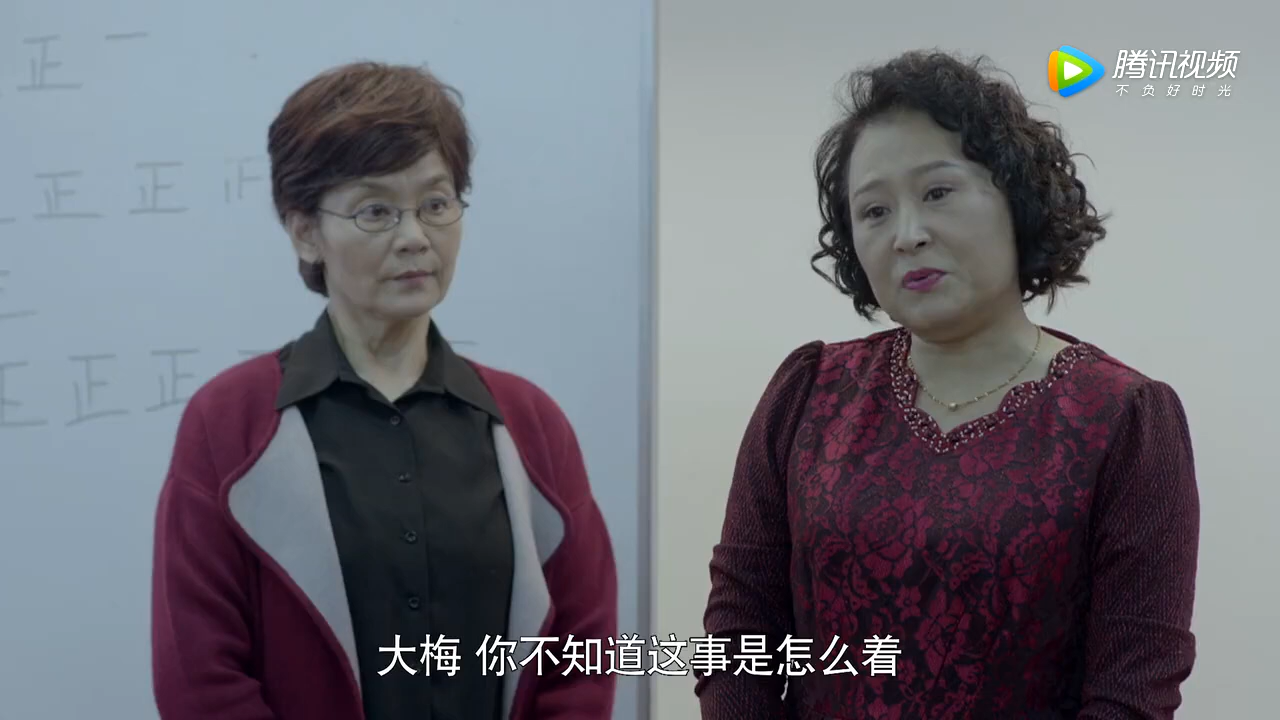 正 一
正 正 正
正 正 正
腾讯视频
不负好时光
大梅 你不知道这事是怎么着